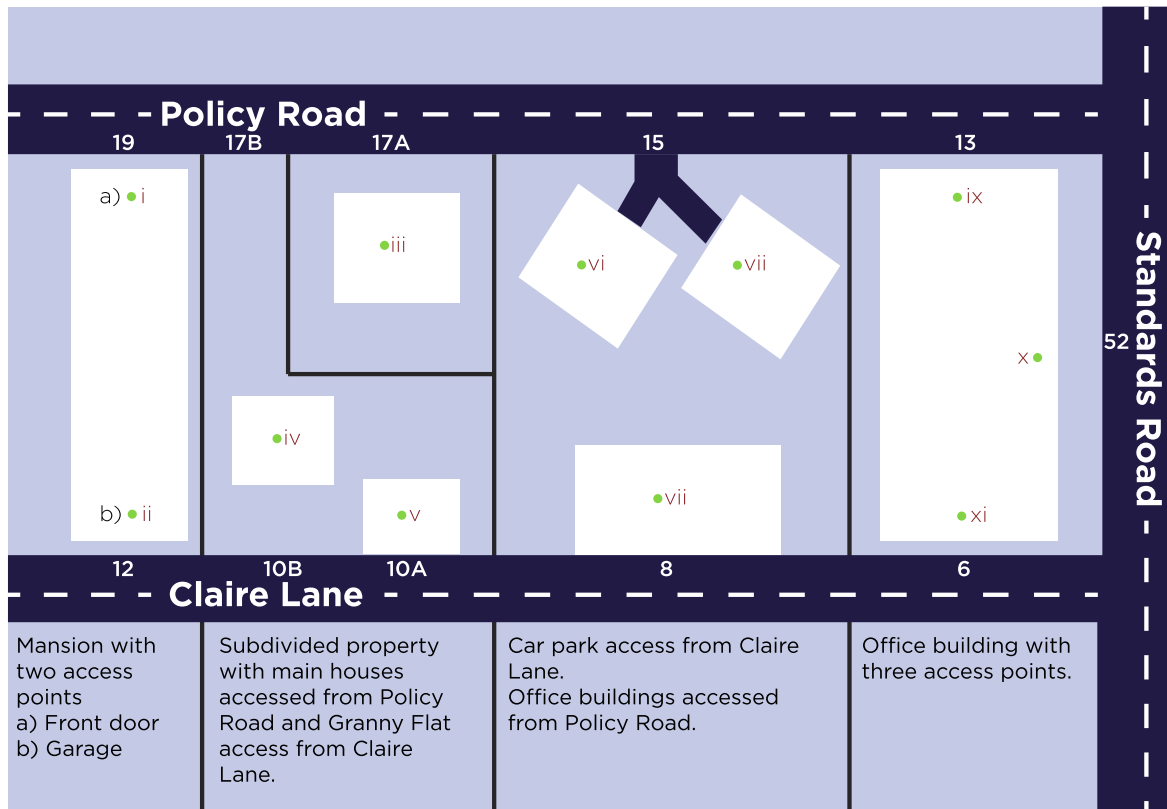 Policy Road
19
17B
17A
15
13
a) i
ix
iii
vi
vii
Standards Road
52
x
iv
vii
b) ii
v
xi
12
10B
10A
8
6
Claire Lane
Mansion with
two access
points
a) Front door
b) Garage
Subdivided property
with main houses
accessed from Policy
Road and Granny Flat
access from Claire
Lane.
Car park access from Claire
Lane.
Office buildings accessed
from Policy Road.
Office building with
three access points.